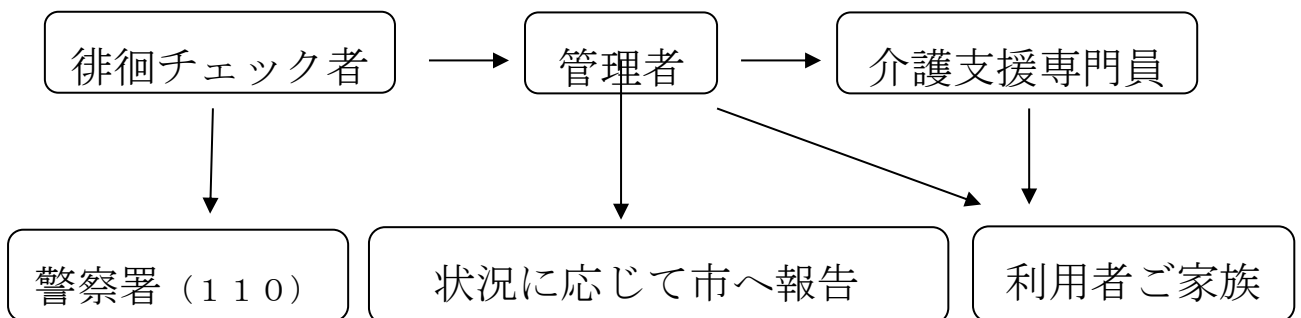 徘徊チェック者
管理者
介護支援専門員
警察署（１１０）
状況に応じて市へ報告
利用者ご家族